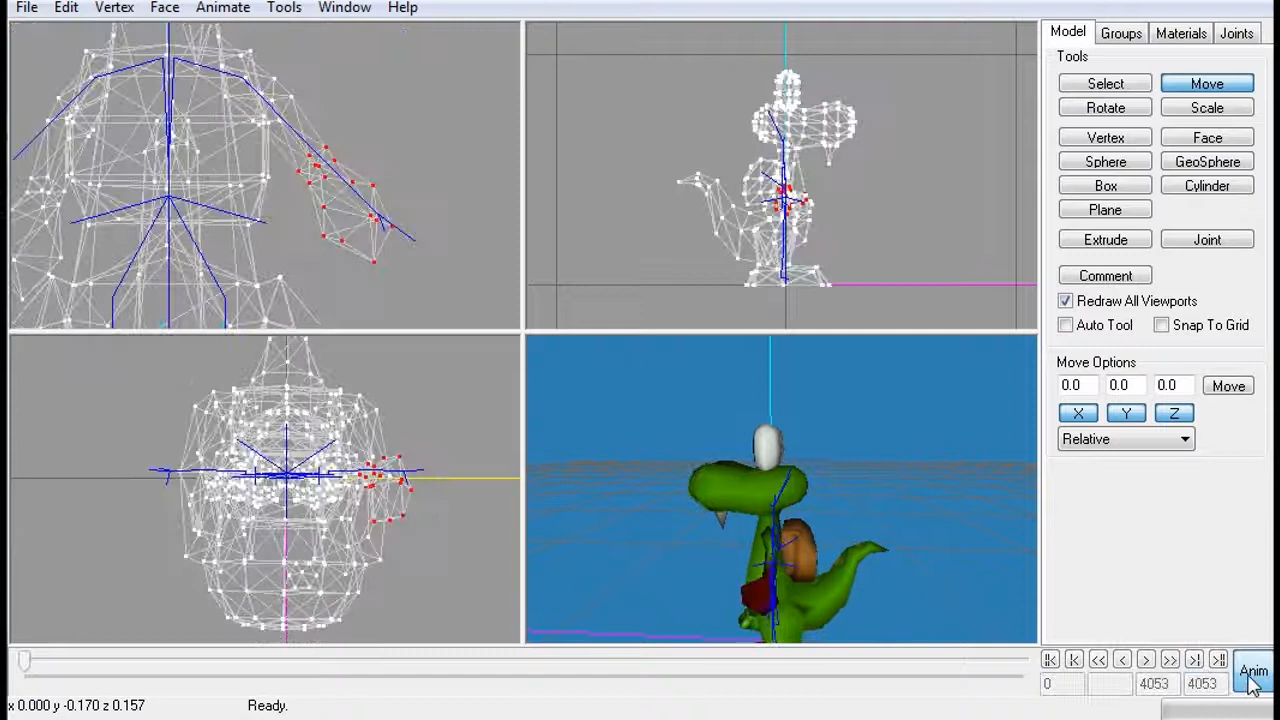 File Edit Vertex Face Animate Tools Window Help
Model Groups Materials Joints
Tools
Select Move
Rotate Scale
Vertex Face
Sphere GeoSphere
Box Cylinder
Plane
Extrude Joint
Comment
Redraw All Viewports
Auto Tool Snap To Grid
Move Options
0.0 0.0 0.0 Move
X Y Z
Relative
0 4053 4053 Anim
x 0.000 y -0.170 z 0.157 Ready.